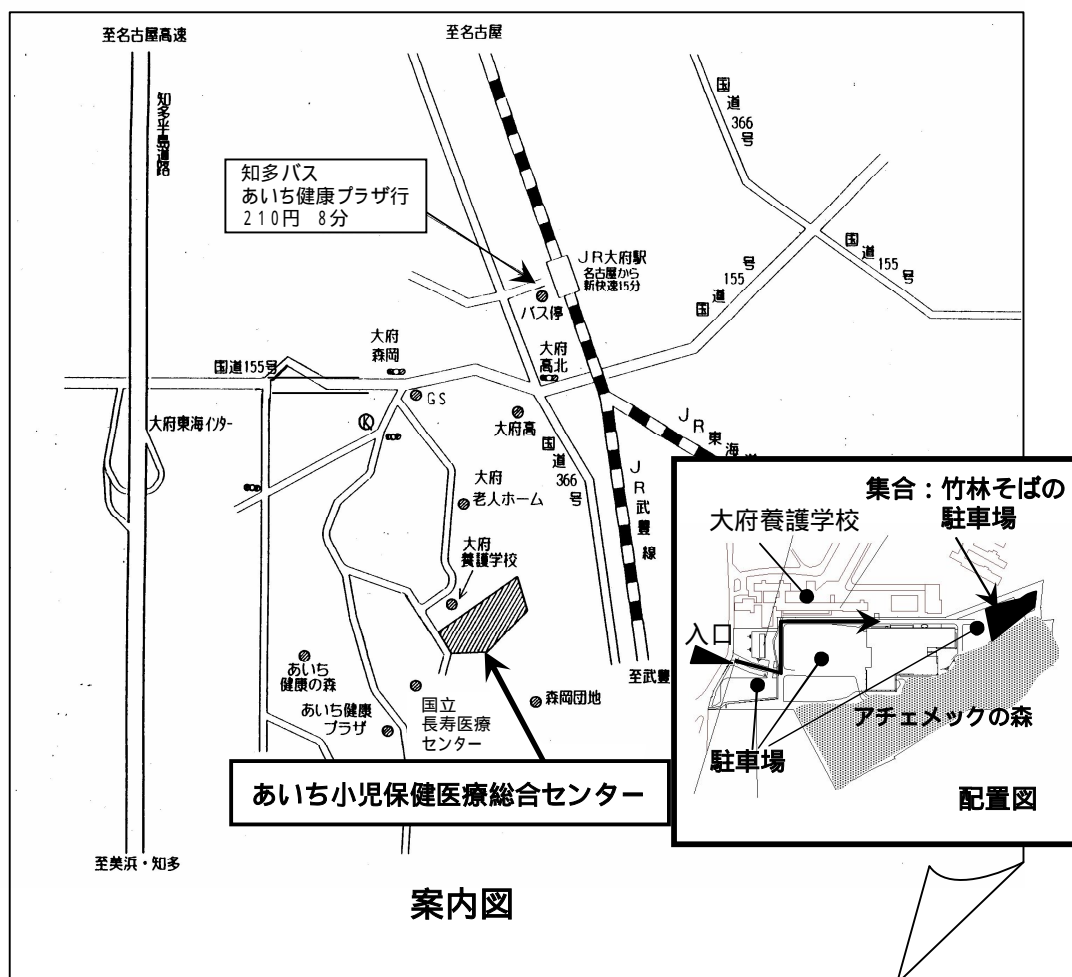 至名古屋高速
至名古屋
知多半島道路
国道366号
知多バス
あいち健康プラザ行
210円 8分
JR大府駅
名古屋から
新快速15分
バス停
国道155号
国道155号
大府
森岡
大府
高北
国道155号
GS
大府東海インター
K
大府高
国道366号
JR東海道
JR武豊線
大府
老人ホーム
大府
養護学校
あいち
健康の森
あいち健康
プラザ
国立
長寿医療
センター
森岡団地
至武豊
あいち小児保健医療総合センター
至美浜・知多
案内図
集合:竹林そばの
駐車場
大府養護学校
入口
アチェメックの森
駐車場
配置図